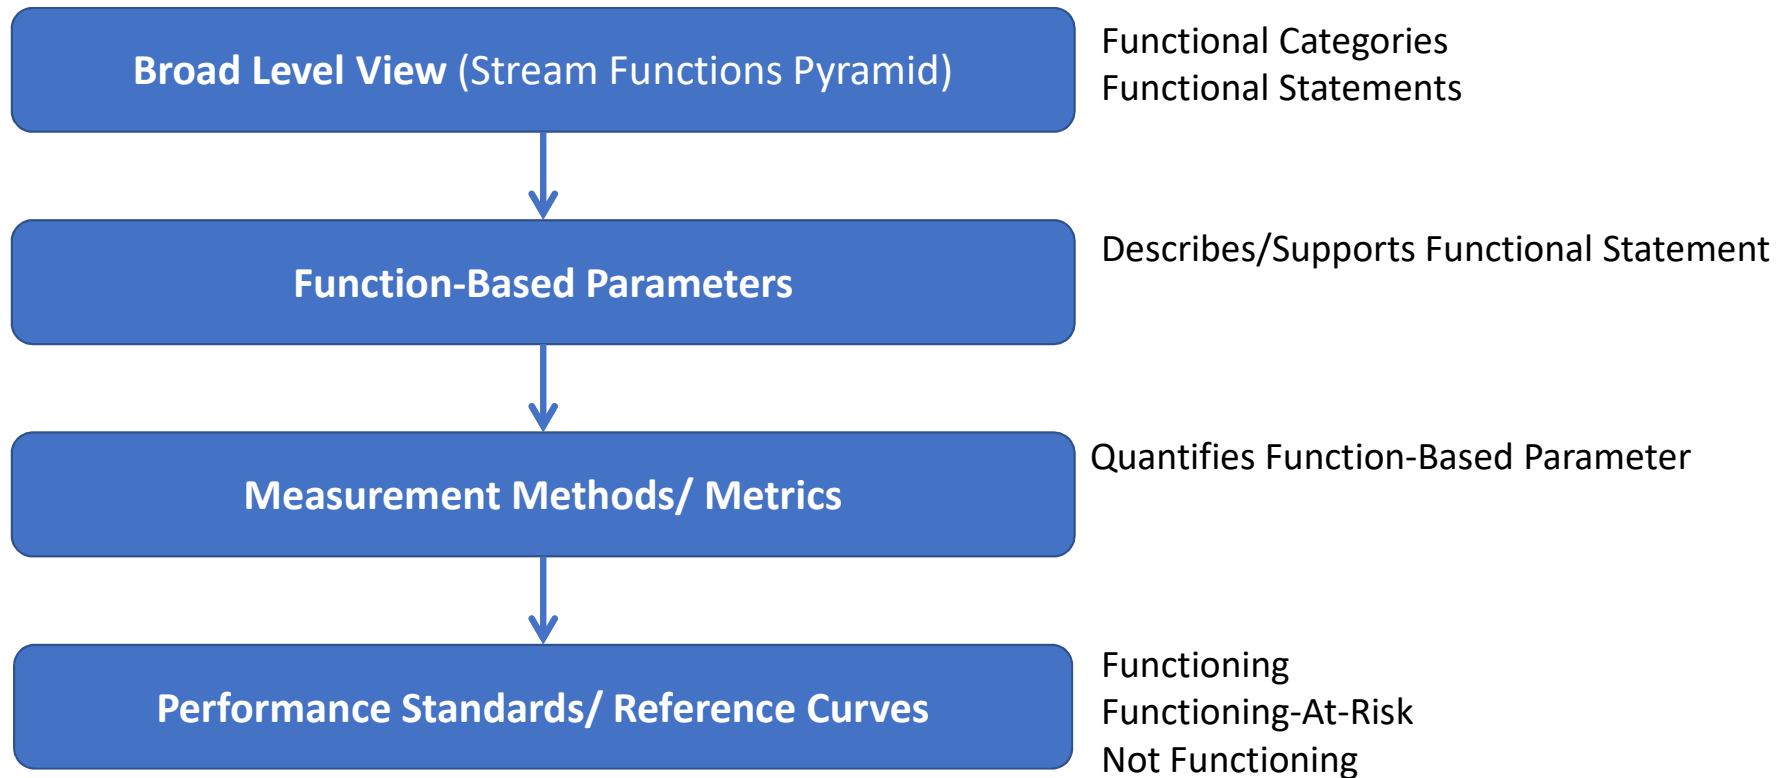 Broad Level View (Stream Functions Pyramid)
Functional Categories
Functional Statements
Function-Based Parameters
Describes/Supports Functional Statement
Measurement Methods/ Metrics
Quantifies Function-Based Parameter
Performance Standards/ Reference Curves
Functioning
Functioning-At-Risk
Not Functioning